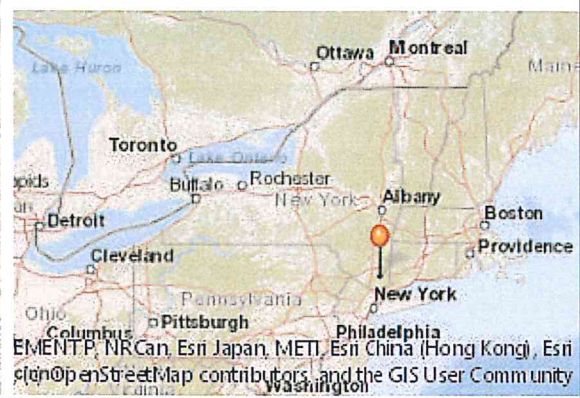 Ottawa Montreal
Lake Huron
Maine
Toronto
Lake Ontario
apids
Buffalo Rochester
New York Albany
Detroit
Boston
Cleveland
Providence
Pennsylvania
New York
Ohio
Columbus Pittsburgh
Philadelphia
EMENT P, NRCan, Esri Japan, METI, Esri China (Hong Kong), Esri
OpenStreetMap contributors, and the GIS User Community
Washington